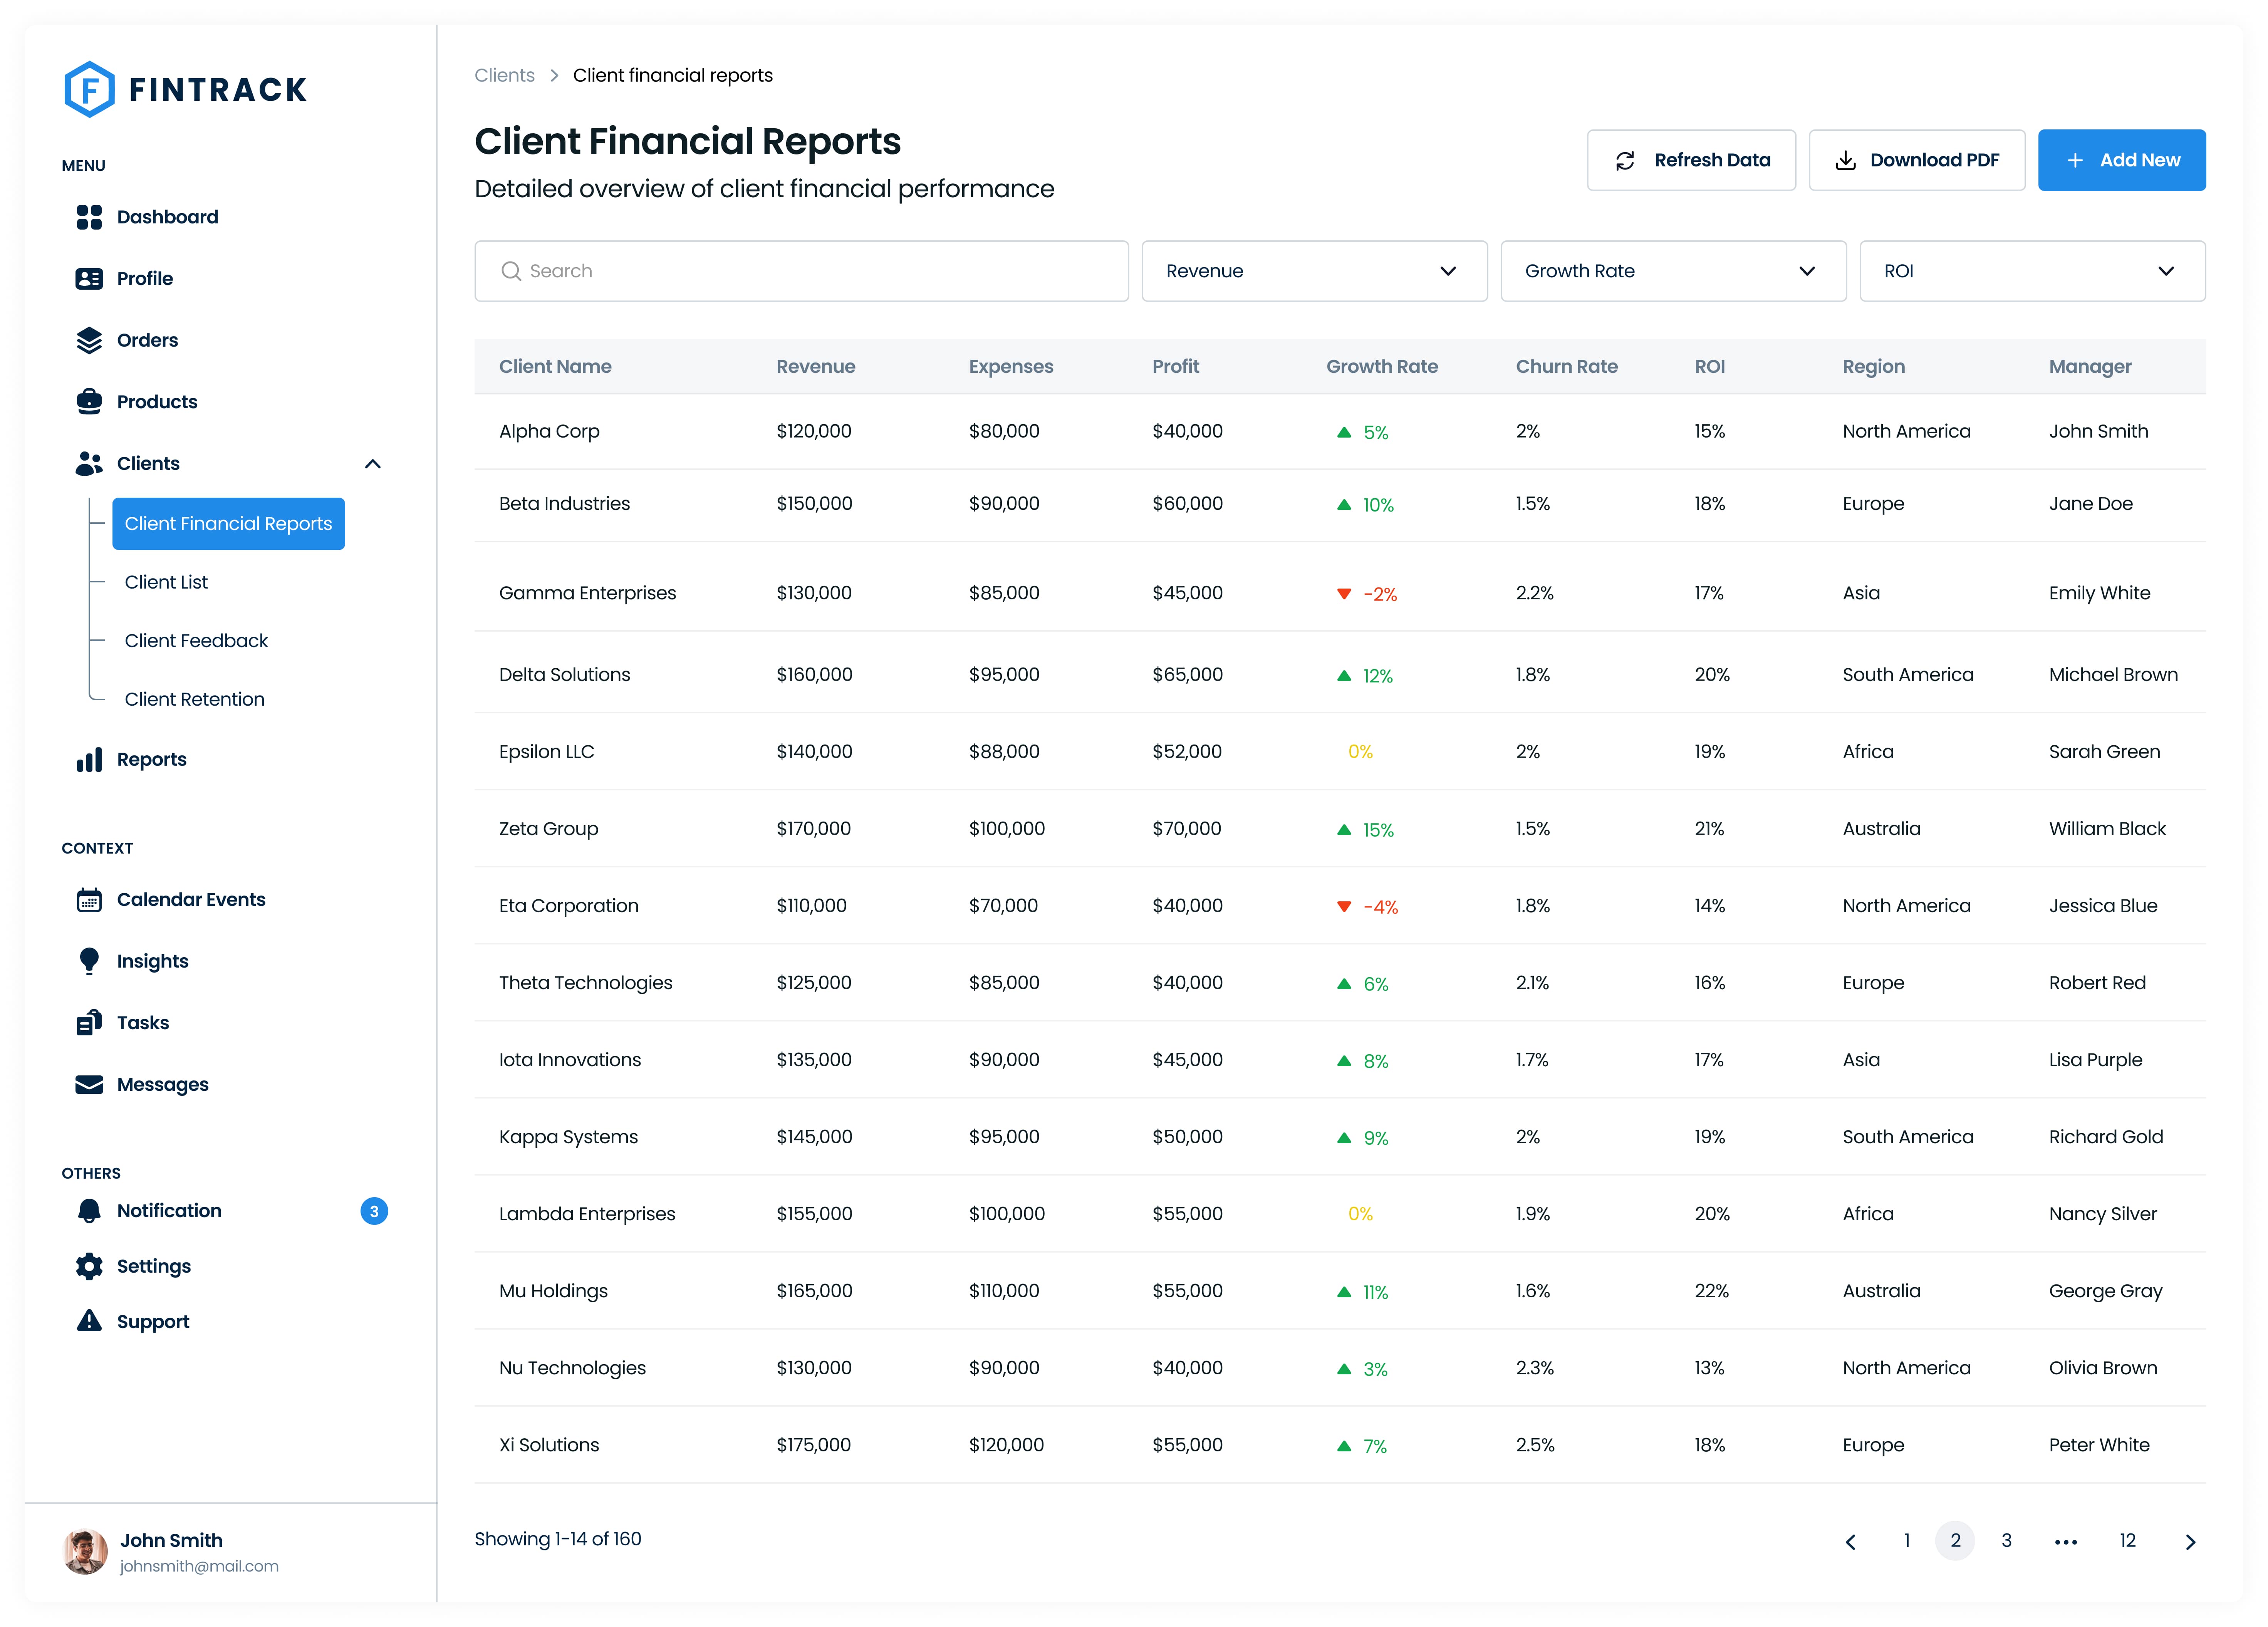 FINTRACK
MENU
Dashboard
Profile
Orders
Products
Clients
Client Financial Reports
Client List
Client Feedback
Client Retention
Reports
CONTEXT
Calendar Events
Insights
Tasks
Messages
OTHERS
Notification 3
Settings
Support
John Smith
johnsmith@mail.com
Clients > Client financial reports
Client Financial Reports
Detailed overview of client financial performance
Refresh Data Download PDF + Add New
Search Revenue Growth Rate ROI
Client Name Revenue Expenses Profit Growth Rate Churn Rate ROI Region Manager
Alpha Corp $120,000 $80,000 $40,000 ▲ 5% 2% 15% North America John Smith
Beta Industries $150,000 $90,000 $60,000 ▲ 10% 1.5% 18% Europe Jane Doe
Gamma Enterprises $130,000 $85,000 $45,000 ▼ -2% 2.2% 17% Asia Emily White
Delta Solutions $160,000 $95,000 $65,000 ▲ 12% 1.8% 20% South America Michael Brown
Epsilon LLC $140,000 $88,000 $52,000 0% 2% 19% Africa Sarah Green
Zeta Group $170,000 $100,000 $70,000 ▲ 15% 1.5% 21% Australia William Black
Eta Corporation $110,000 $70,000 $40,000 ▼ -4% 1.8% 14% North America Jessica Blue
Theta Technologies $125,000 $85,000 $40,000 ▲ 6% 2.1% 16% Europe Robert Red
Iota Innovations $135,000 $90,000 $45,000 ▲ 8% 1.7% 17% Asia Lisa Purple
Kappa Systems $145,000 $95,000 $50,000 ▲ 9% 2% 19% South America Richard Gold
Lambda Enterprises $155,000 $100,000 $55,000 0% 1.9% 20% Africa Nancy Silver
Mu Holdings $165,000 $110,000 $55,000 ▲ 11% 1.6% 22% Australia George Gray
Nu Technologies $130,000 $90,000 $40,000 ▲ 3% 2.3% 13% North America Olivia Brown
Xi Solutions $175,000 $120,000 $55,000 ▲ 7% 2.5% 18% Europe Peter White
Showing 1-14 of 160 < 1 2 3 ••• 12 >